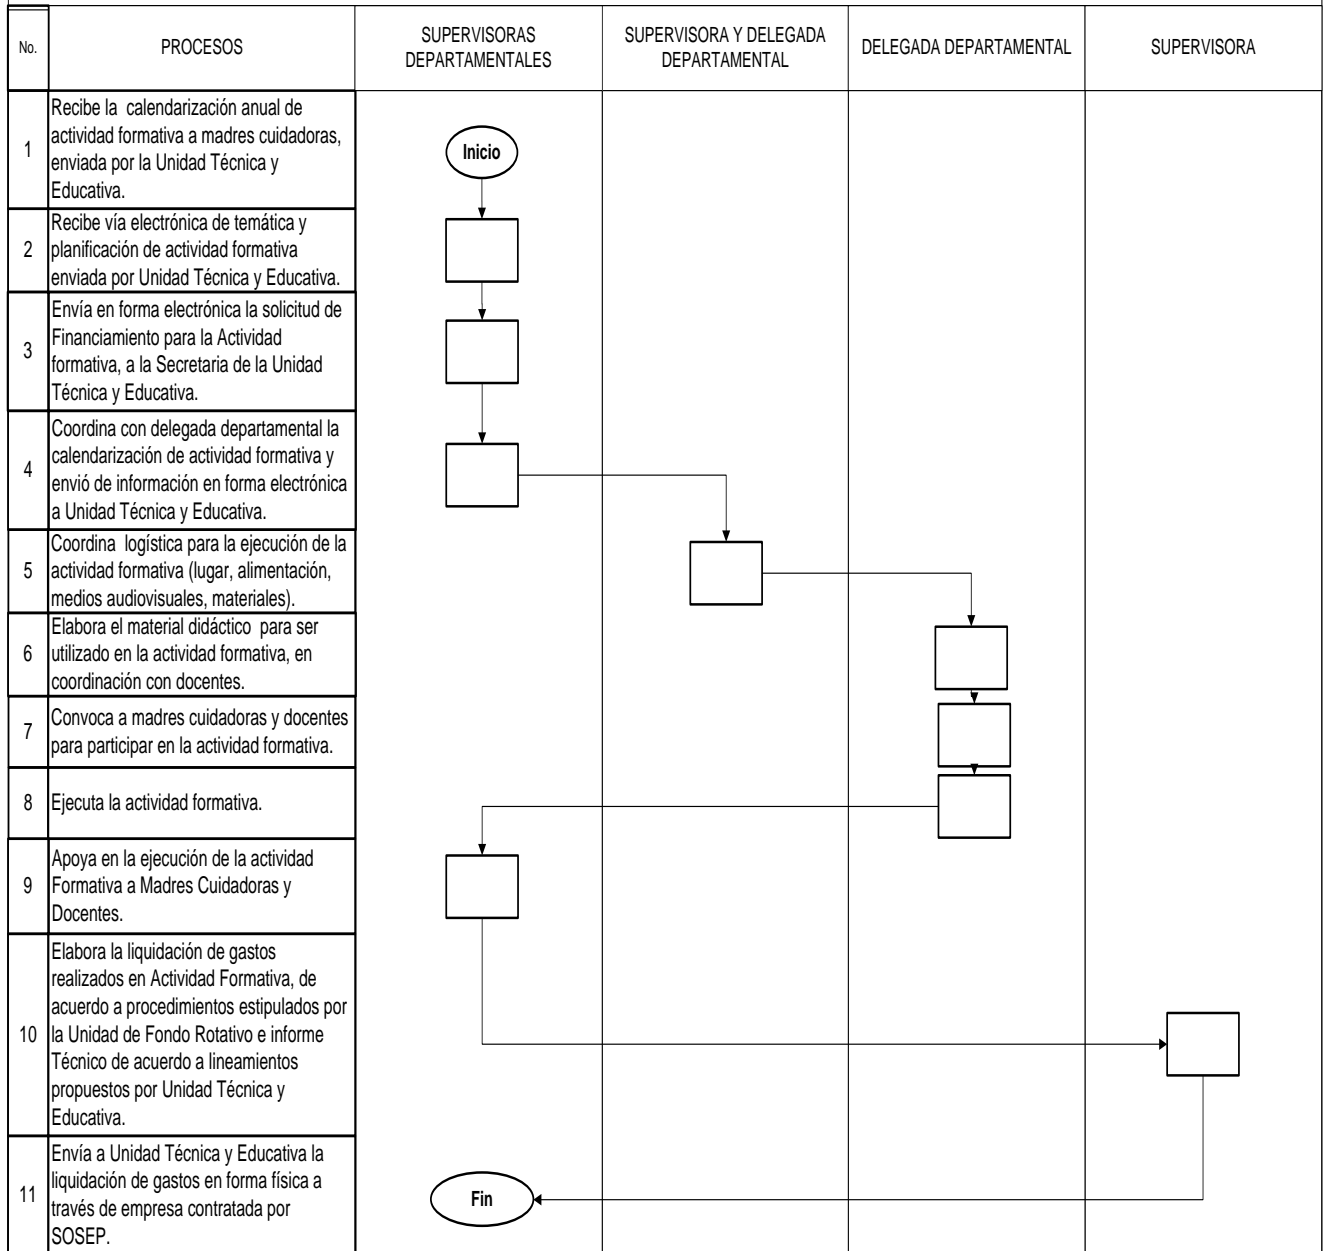 No.
PROCESOS
SUPERVISORAS
DEPARTAMENTALES
SUPERVISORA Y DELEGADA
DEPARTAMENTAL
DELEGADA DEPARTAMENTAL
SUPERVISORA
1
Recibe la calendarización anual de
actividad formativa a madres cuidadoras,
enviada por la Unidad Técnica y
Educativa.
Inicio
2
Recibe vía electrónica de temática y
planificación de actividad formativa
enviada por Unidad Técnica y Educativa.
3
Envía en forma electrónica la solicitud de
Financiamiento para la Actividad
formativa, a la Secretaria de la Unidad
Técnica y Educativa.
4
Coordina con delegada departamental la
calendarización de actividad formativa y
envió de información en forma electrónica
a Unidad Técnica y Educativa.
5
Coordina logística para la ejecución de la
actividad formativa (lugar, alimentación,
medios audiovisuales, materiales).
6
Elabora el material didáctico para ser
utilizado en la actividad formativa, en
coordinación con docentes.
7
Convoca a madres cuidadoras y docentes
para participar en la actividad formativa.
8
Ejecuta la actividad formativa.
9
Apoya en la ejecución de la actividad
Formativa a Madres Cuidadoras y
Docentes.
10
Elabora la liquidación de gastos
realizados en Actividad Formativa, de
acuerdo a procedimientos estipulados por
la Unidad de Fondo Rotativo e informe
Técnico de acuerdo a lineamientos
propuestos por Unidad Técnica y
Educativa.
11
Envía a Unidad Técnica y Educativa la
liquidación de gastos en forma física a
través de empresa contratada por
SOSEP.
Fin